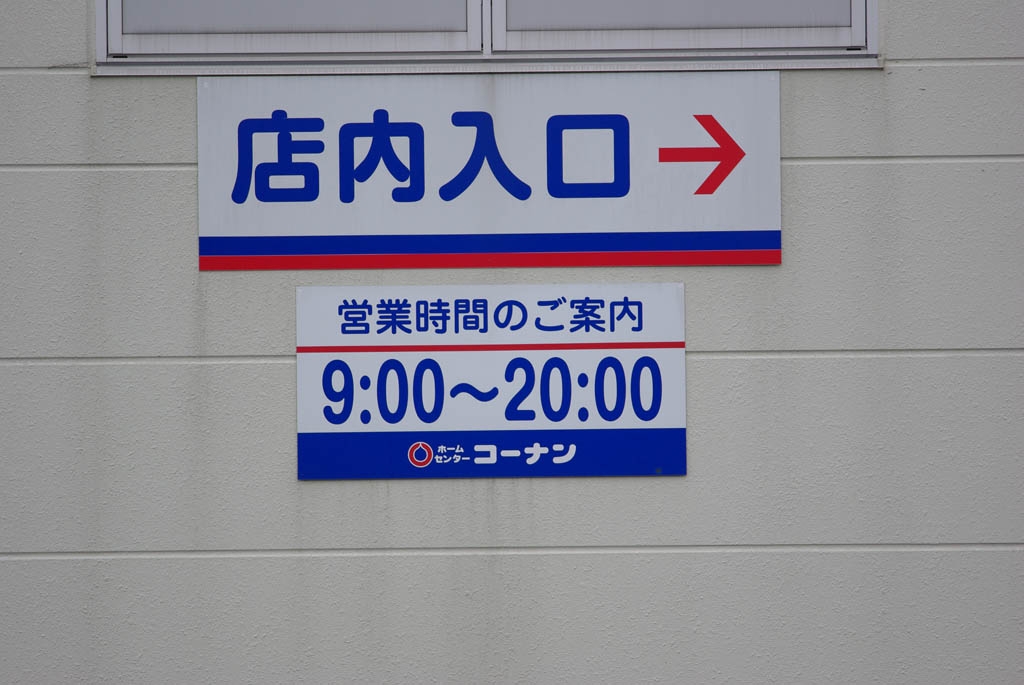 店内入口→
営業時間のご案内
9:00～20:00
ホームセンター コーナン